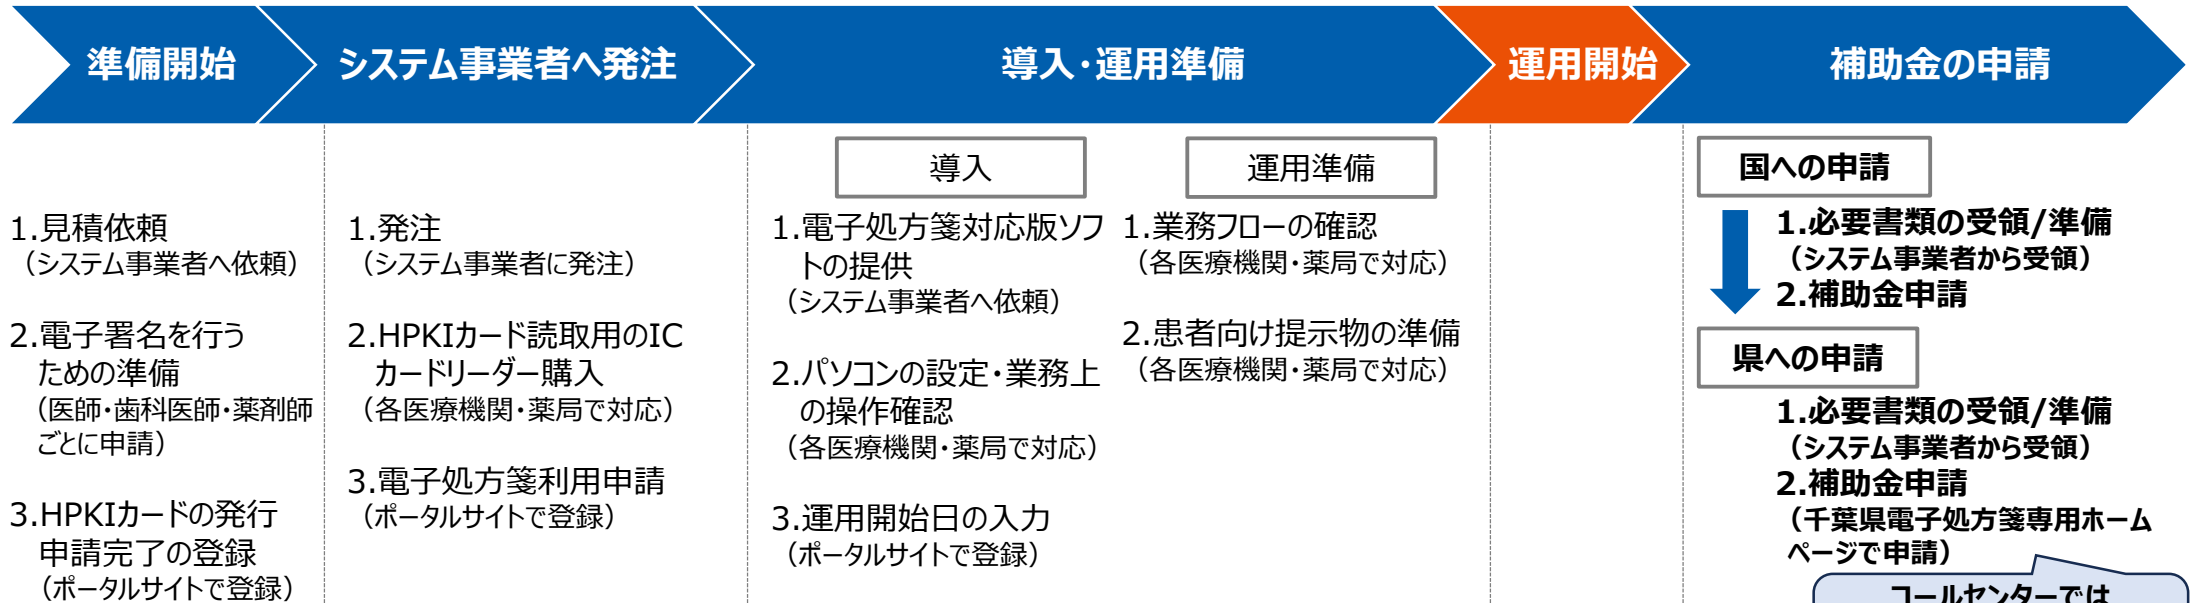 準備開始
システム事業者へ発注
導入・運用準備
運用開始
補助金の申請
1.見積依頼
（システム事業者へ依頼）
2.電子署名を行う
ための準備
（医師・歯科医師・薬剤師
ごとに申請）
3.HPKIカードの発行
申請完了の登録
（ポータルサイトで登録）
1.発注
（システム事業者に発注）
2.HPKIカード読取用のIC
カードリーダー購入
（各医療機関・薬局で対応）
3.電子処方箋利用申請
（ポータルサイトで登録）
導入
1.電子処方箋対応版ソフ
トの提供
（システム事業者へ依頼）
2.パソコンの設定・業務上
の操作確認
（各医療機関・薬局で対応）
3.運用開始日の入力
（ポータルサイトで登録）
運用準備
1.業務フローの確認
（各医療機関・薬局で対応）
2.患者向け提示物の準備
（各医療機関・薬局で対応）
国への申請
1.必要書類の受領/準備
（システム事業者から受領）
2.補助金申請
県への申請
1.必要書類の受領/準備
（システム事業者から受領）
2.補助金申請
（千葉県電子処方箋専用ホーム
ページで申請）
コールセンターでは